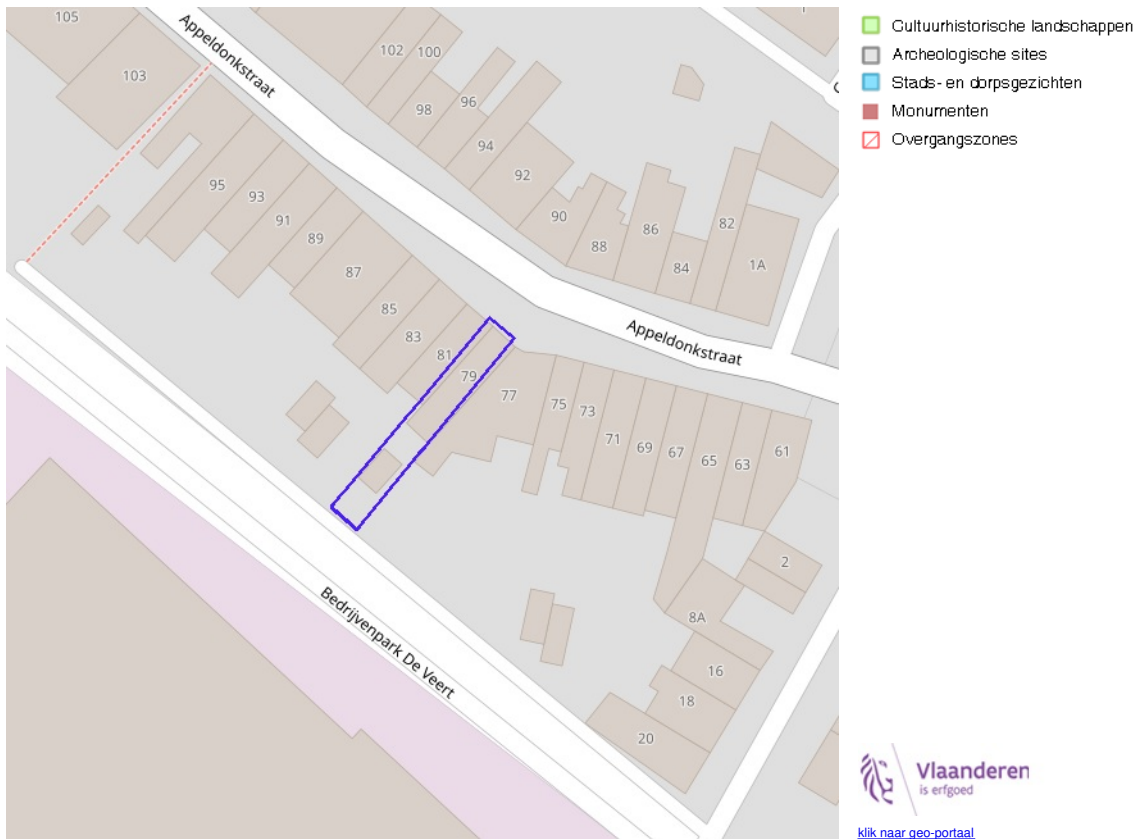 105
103
Appeldonkstraat
102
100
98
96
94
92
90
88
86
84
82
1A
95
93
91
89
87
85
83
81
79
77
75
73
71
69
67
65
63
61
Appeldonkstraat
2
8A
16
18
20
Bedrijvenpark De Veert
Cultuurhistorische landschappen
Archeologische sites
Stads- en dorpsgezichten
Monumenten
Overgangszones
Vlaanderen
is erfgoed
klik naar geo-portaal